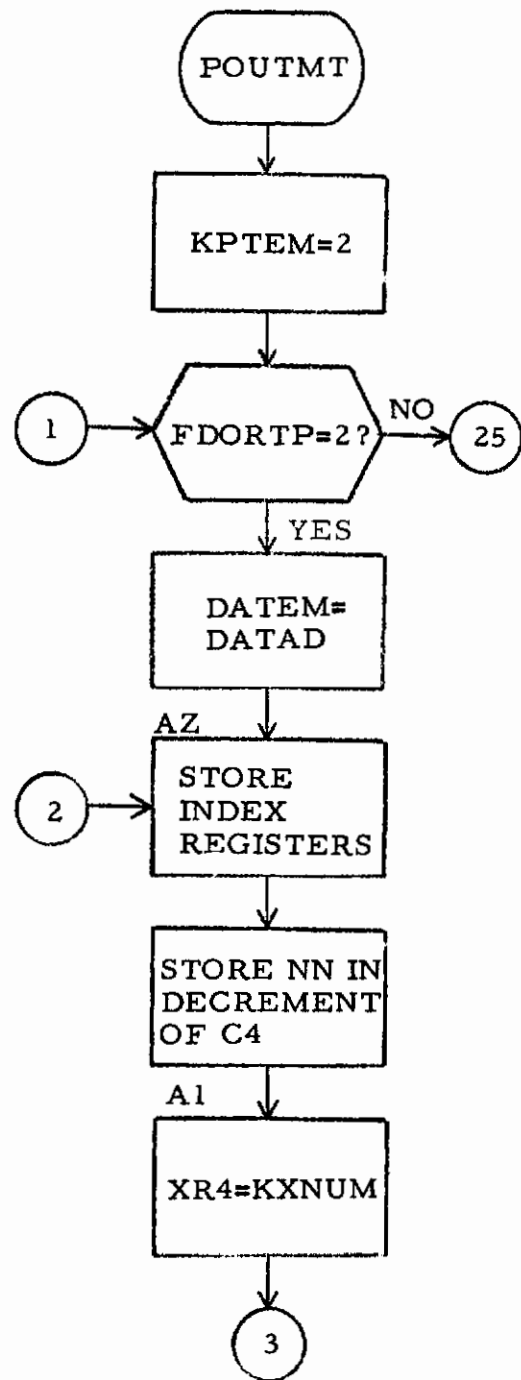 POUTMT
KPTEM=2
1
FDORTP=2?
NO
25
YES
DATEM=
DATAD
AZ
2
STORE
INDEX
REGISTERS
STORE NN IN
DECREMENT
OF C4
A1
XR4=KXNUM
3